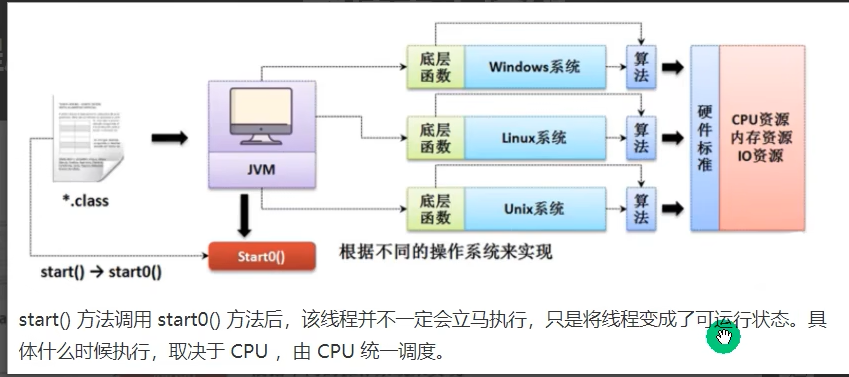 底层函数
Windows系统
算法
底层函数
Linux系统
算法
硬件标准
CPU资源
内存资源
IO资源
JVM
*.class
底层函数
Unix系统
算法
Start0()
根据不同的操作系统来实现
start() → start0()
start() 方法调用 start0() 方法后，该线程并不一定会立马执行，只是将线程变成了可运行状态。具
体什么时候执行，取决于 CPU ，由 CPU 统一调度。